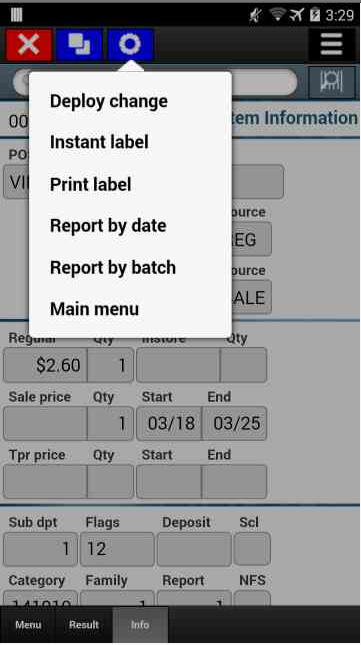 3:29
00
tem Information
Deploy change
Instant label
Print label
Report by date
Report by batch
Main menu
PO
VI
ource
EG
ource
ALE
Regular Qty Instore Qty
$2.60 1
Sale price Qty Start End
1 03/18 03/25
Tpr price Qty Start End
Sub dpt Flags Deposit Scl
1 12
Category Family Report NFS
141010 1 1
Menu Result Info